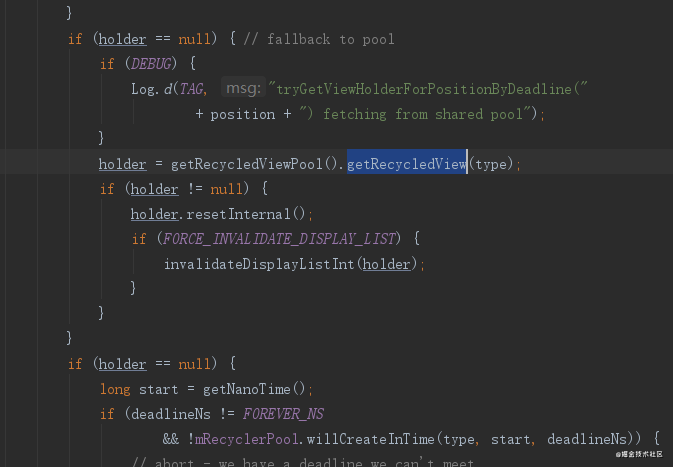 }
if (holder == null) { // fallback to pool
if (DEBUG) {
Log.d(TAG, msg: "tryGetViewHolderForPositionByDeadline("
+ position + ") fetching from shared pool");
}
holder = getRecycledViewPool().getRecycledView(type);
if (holder != null) {
holder.resetInternal();
if (FORCE_INVALIDATE_DISPLAY_LIST) {
invalidateDisplayListInt(holder);
}
}
}
if (holder == null) {
long start = getNanoTime();
if (deadlineNs != FOREVER_NS
&& !mRecyclerPool.willCreateInTime(type, start, deadlineNs)) {
// abort - we have a deadline we can't meet
@掘金技术社区